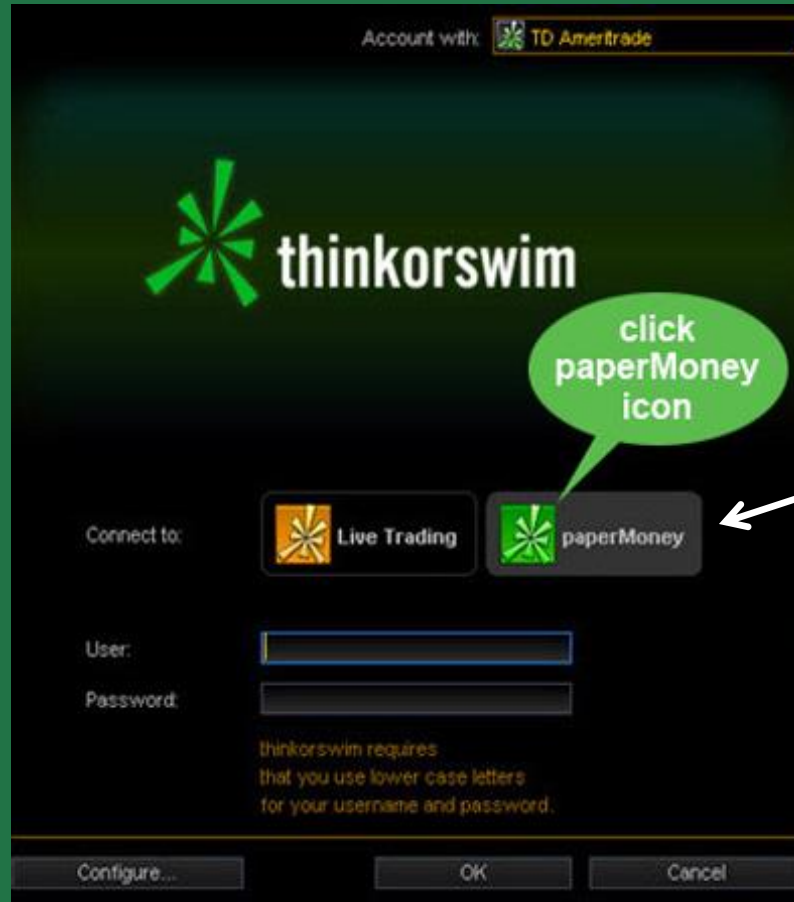 Account with: TD Ameritrade
thinkorswim
click
paperMoney
icon
Connect to: Live Trading paperMoney
User:
Password:
thinkorswim requires
that you use lower case letters
for your username and password.
Configure... OK Cancel